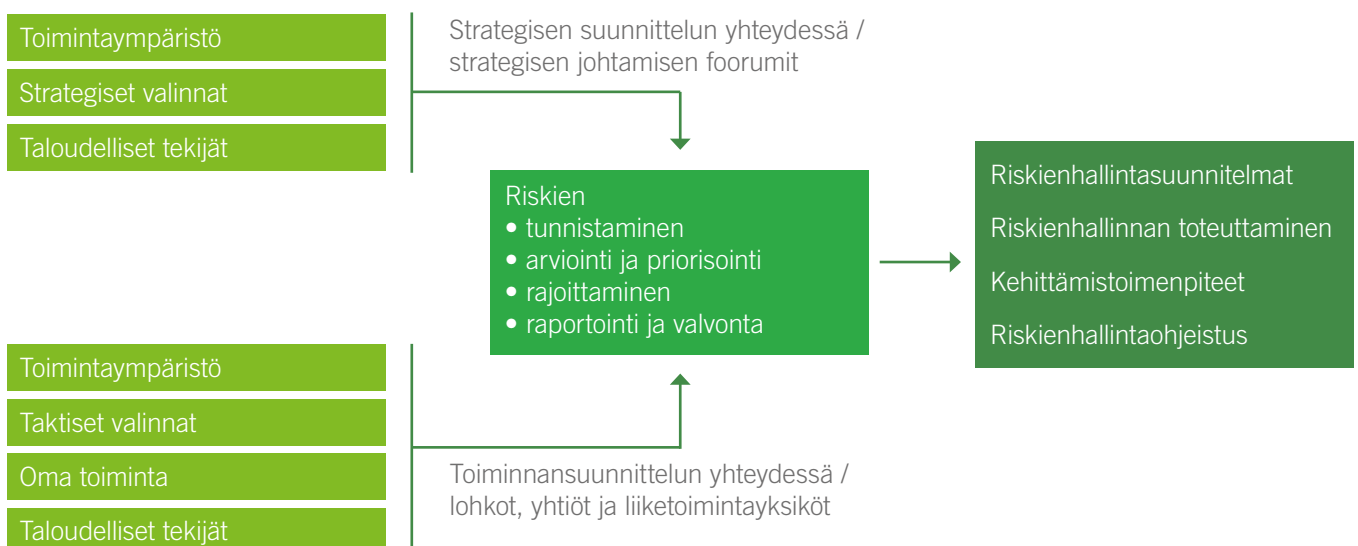 Toimintaympäristö
Strategiset valinnat
Taloudelliset tekijät
Strategisen suunnittelun yhteydessä /
strategisen johtamisen foorumit
Riskien
• tunnistaminen
• arviointi ja priorisointi
• rajoittaminen
• raportointi ja valvonta
Riskienhallintasuunnitelmat
Riskienhallinnan toteuttaminen
Kehittämistoimenpiteet
Riskienhallintaohjeistus
Toimintaympäristö
Taktiset valinnat
Oma toiminta
Taloudelliset tekijät
Toiminnansuunnittelun yhteydessä /
lohkot, yhtiöt ja liiketoimintayksiköt